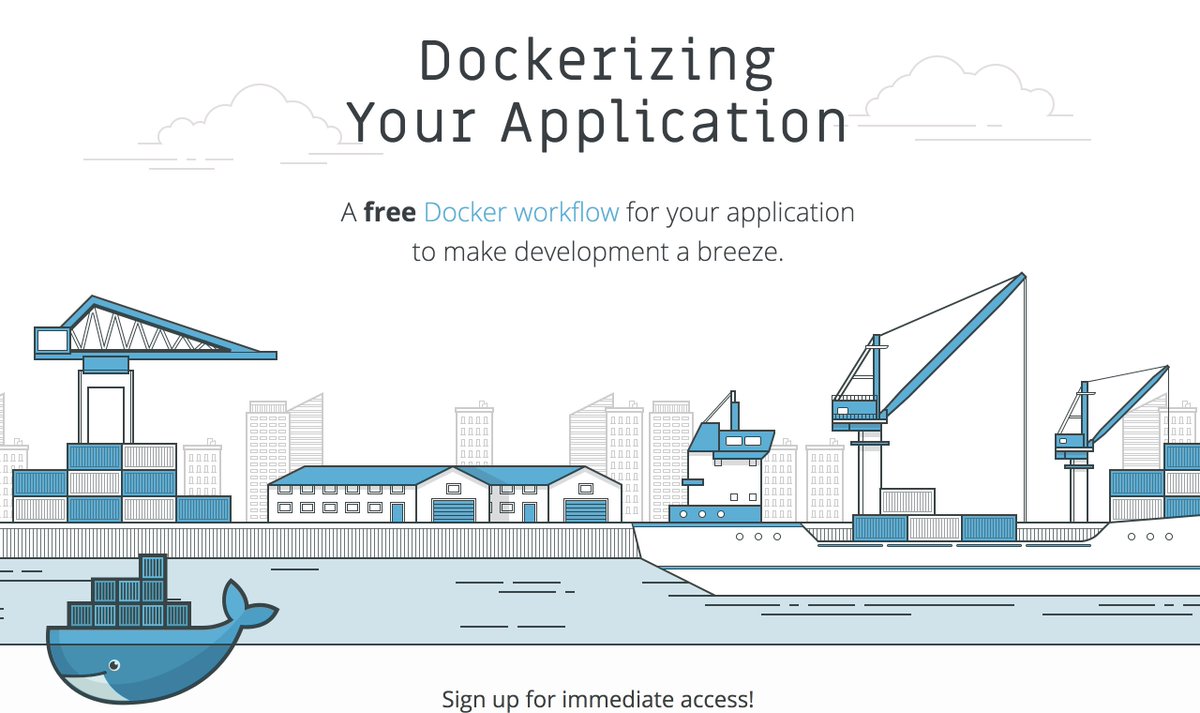 Dockerizing
Your Application
A free Docker workflow for your application
to make development a breeze.
Sign up for immediate access!